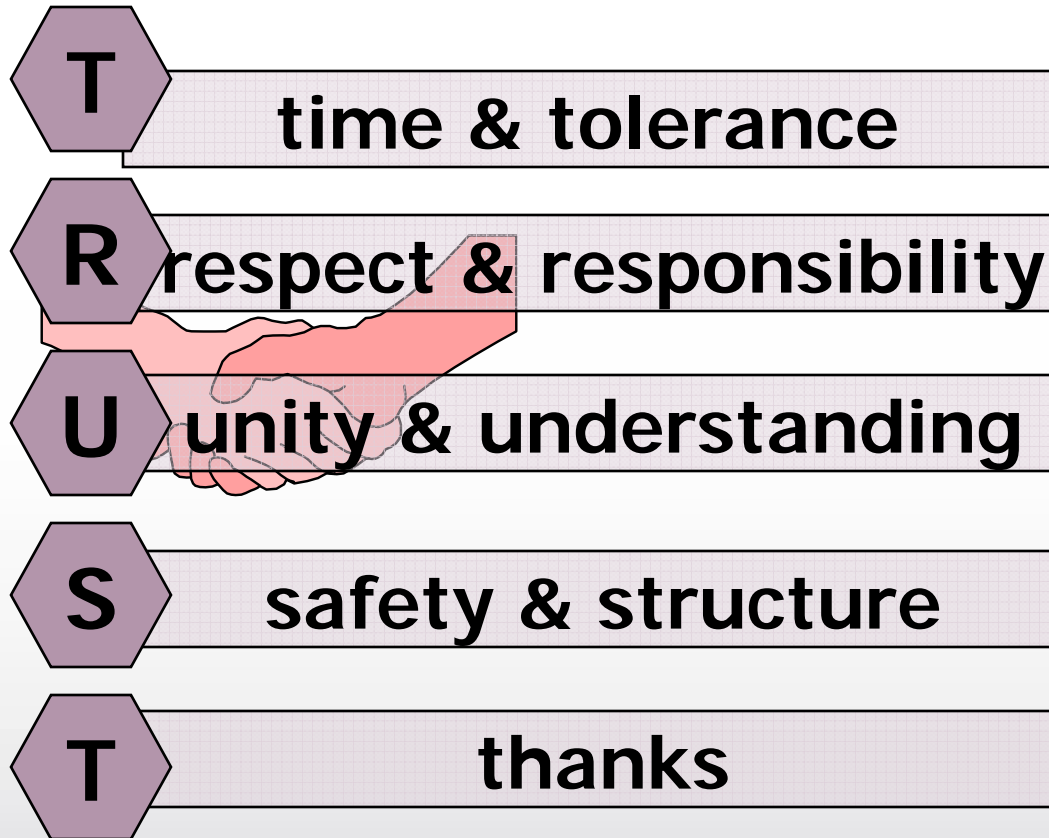 T
time & tolerance
R
respect & responsibility
U
unity & understanding
S
safety & structure
T
thanks